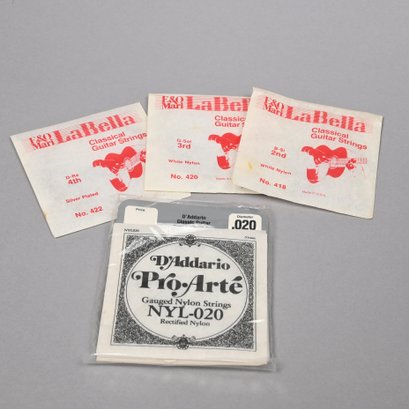 E&O
Mari LaBella
Classical
Guitar Strings
D-Re
4th
Silver Plated
No. 422
E&O
Mari LaBella
Classical
Guitar Strings
G-Sol
3rd
White Nylon
No. 420
E&O
Mari LaBella
Classical
Guitar Strings
B-Si
2nd
White Nylon
No. 418
D'Addario
Classic Guitar
.020
D'Addario
Pro•Arté
Gauged Nylon Strings
NYL-020
Rectified Nylon